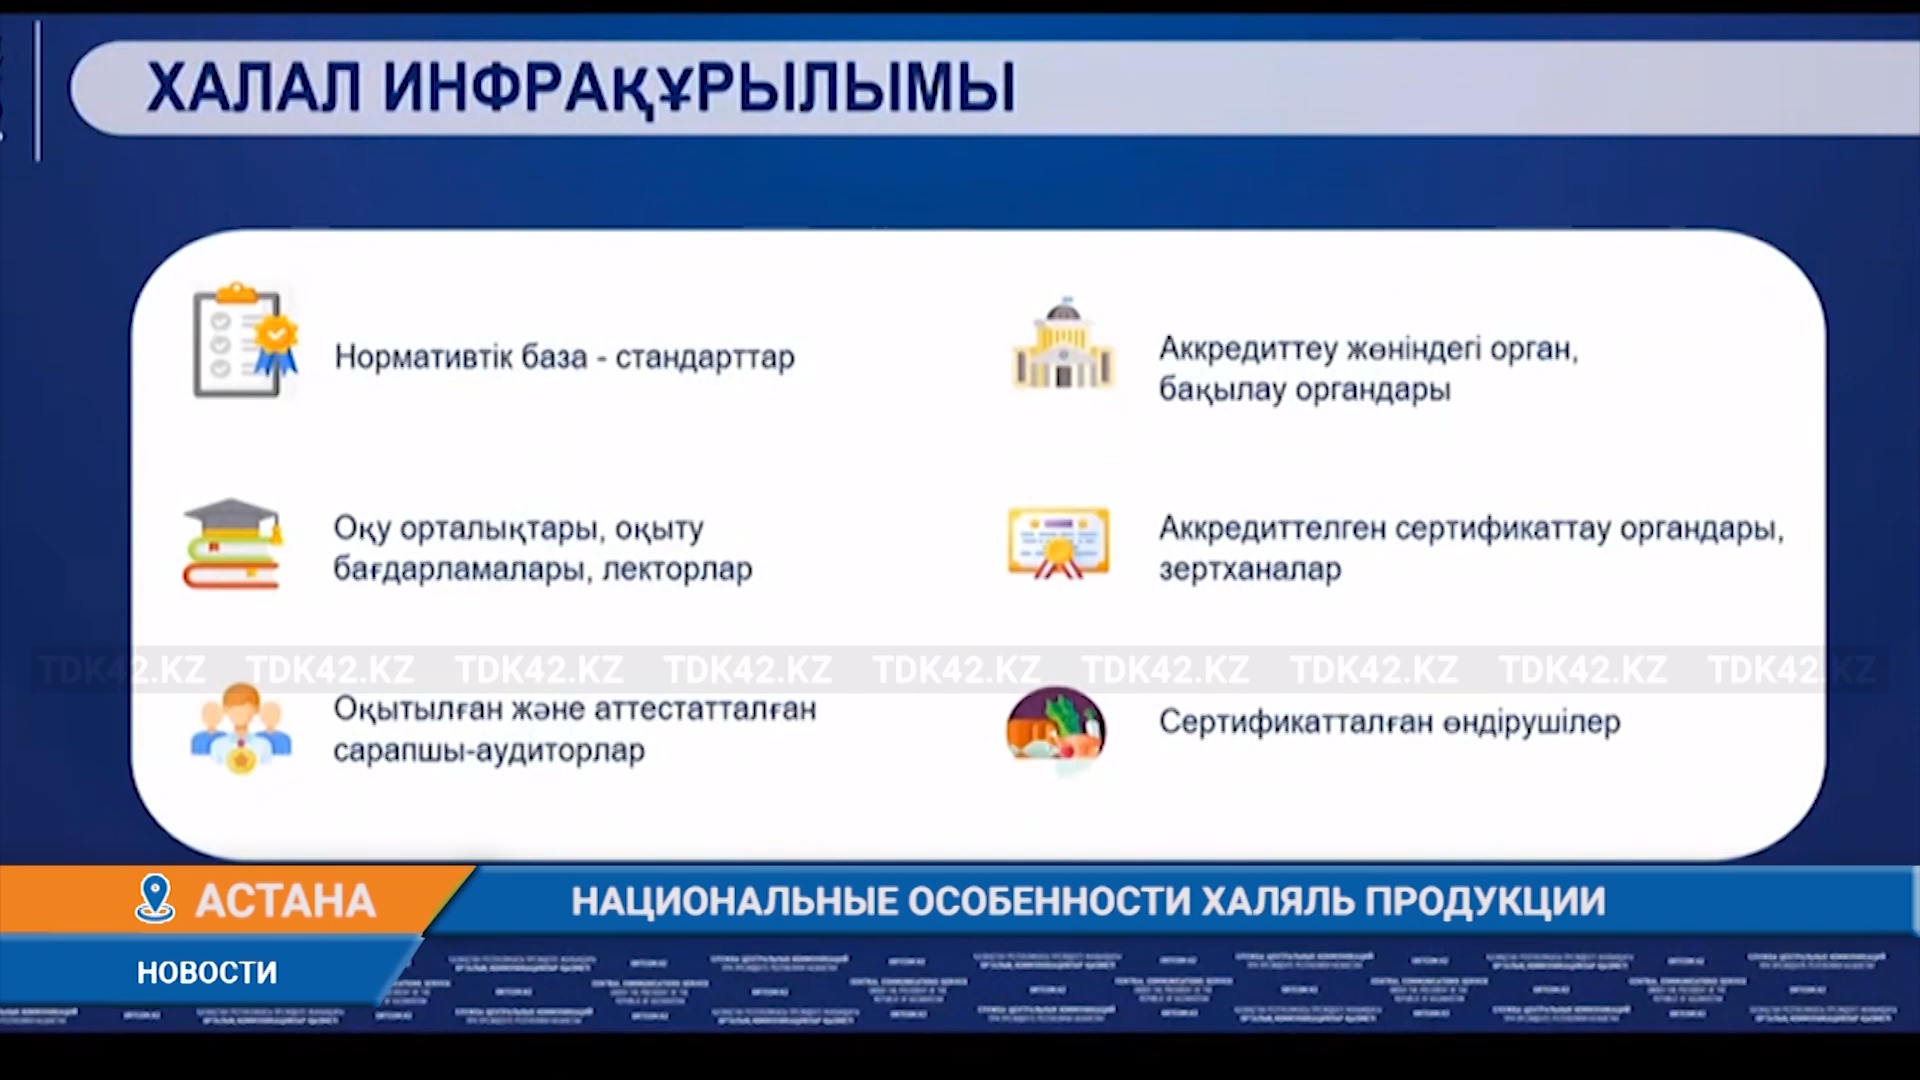 ХАЛАЛ ИНФРАҚҰРЫЛЫМЫ
Нормативтік база - стандарттар
Аккредиттеу жөніндегі орган,
бақылау органдары
Оқу орталықтары, оқыту
бағдарламалары, лекторлар
Аккредиттелген сертификаттау органдары,
зертханалар
TDK42.KZ TDK42.KZ TDK42.KZ TDK42.KZ TDK42.KZ TDK42.KZ TDK42.KZ TDK42.KZ TDK42.KZ
Оқытылған және аттестатталған
сарапшы-аудиторлар
Сертификатталған өндірушілер
АСТАНА
НАЦИОНАЛЬНЫЕ ОСОБЕННОСТИ ХАЛЯЛЬ ПРОДУКЦИИ
НОВОСТИ